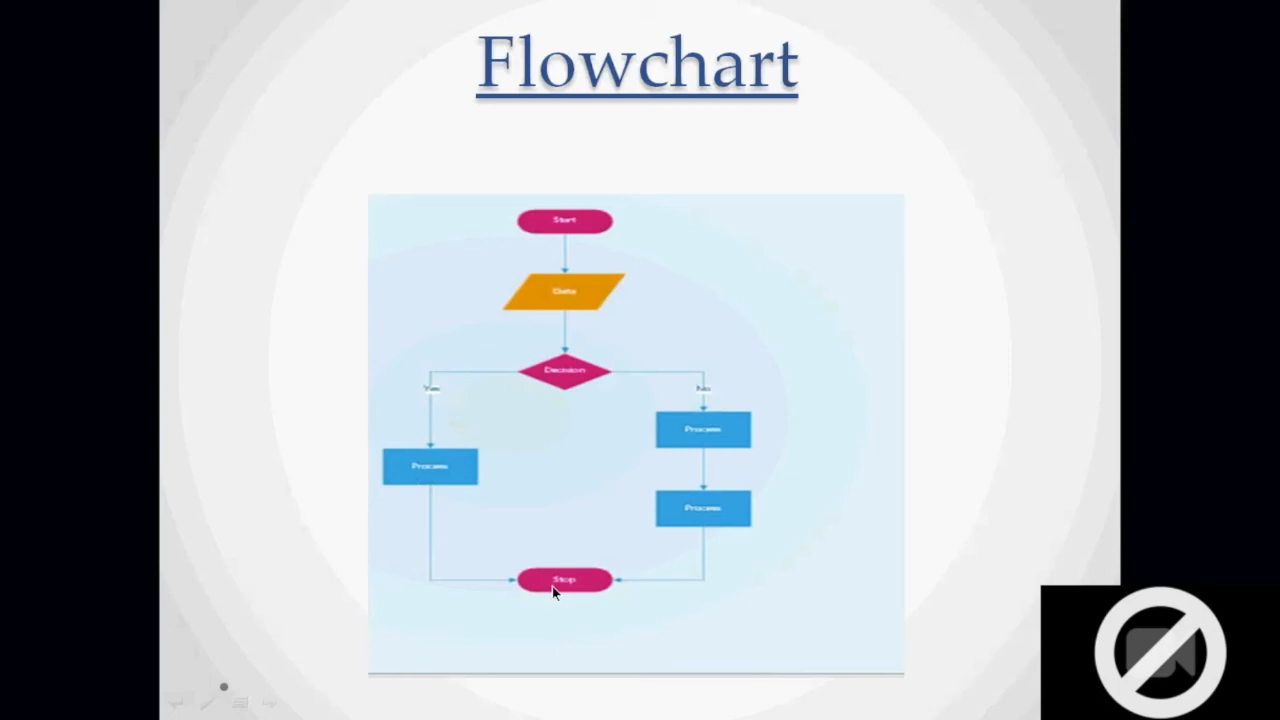 Flowchart
Start
Data
Decision
Yes
No
Process
Process
Process
Stop